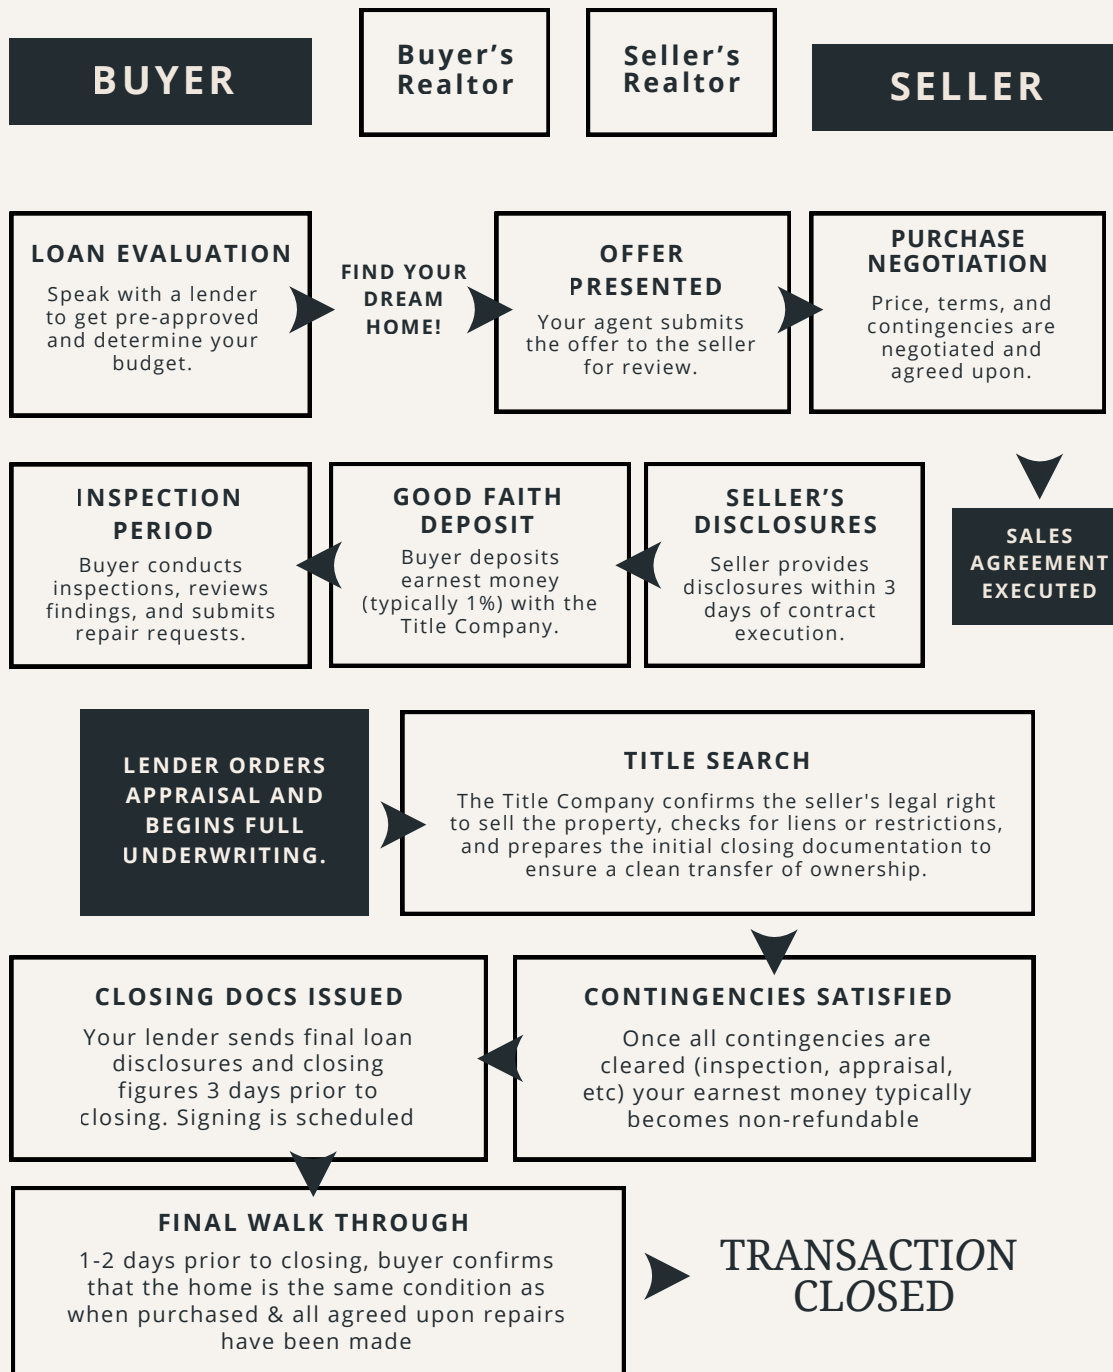 BUYER
Buyer's
Realtor
Seller's
Realtor
SELLER
LOAN EVALUATION
Speak with a lender
to get pre-approved
and determine your
budget.
FIND YOUR
DREAM
HOME!
OFFER
PRESENTED
Your agent submits
the offer to the seller
for review.
PURCHASE
NEGOTIATION
Price, terms, and
contingencies are
negotiated and
agreed upon.
SALES
AGREEMENT
EXECUTED
SELLER'S
DISCLOSURES
Seller provides
disclosures within 3
days of contract
execution.
GOOD FAITH
DEPOSIT
Buyer deposits
earnest money
(typically 1%) with the
Title Company.
INSPECTION
PERIOD
Buyer conducts
inspections, reviews
findings, and submits
repair requests.
LENDER ORDERS
APPRAISAL AND
BEGINS FULL
UNDERWRITING.
TITLE SEARCH
The Title Company confirms the seller's legal right
to sell the property, checks for liens or restrictions,
and prepares the initial closing documentation to
ensure a clean transfer of ownership.
CONTINGENCIES SATISFIED
Once all contingencies are
cleared (inspection, appraisal,
etc) your earnest money typically
becomes non-refundable
CLOSING DOCS ISSUED
Your lender sends final loan
disclosures and closing
figures 3 days prior to
closing. Signing is scheduled
FINAL WALK THROUGH
1-2 days prior to closing, buyer confirms
that the home is the same condition as
when purchased & all agreed upon repairs
have been made
TRANSACTION
CLOSED